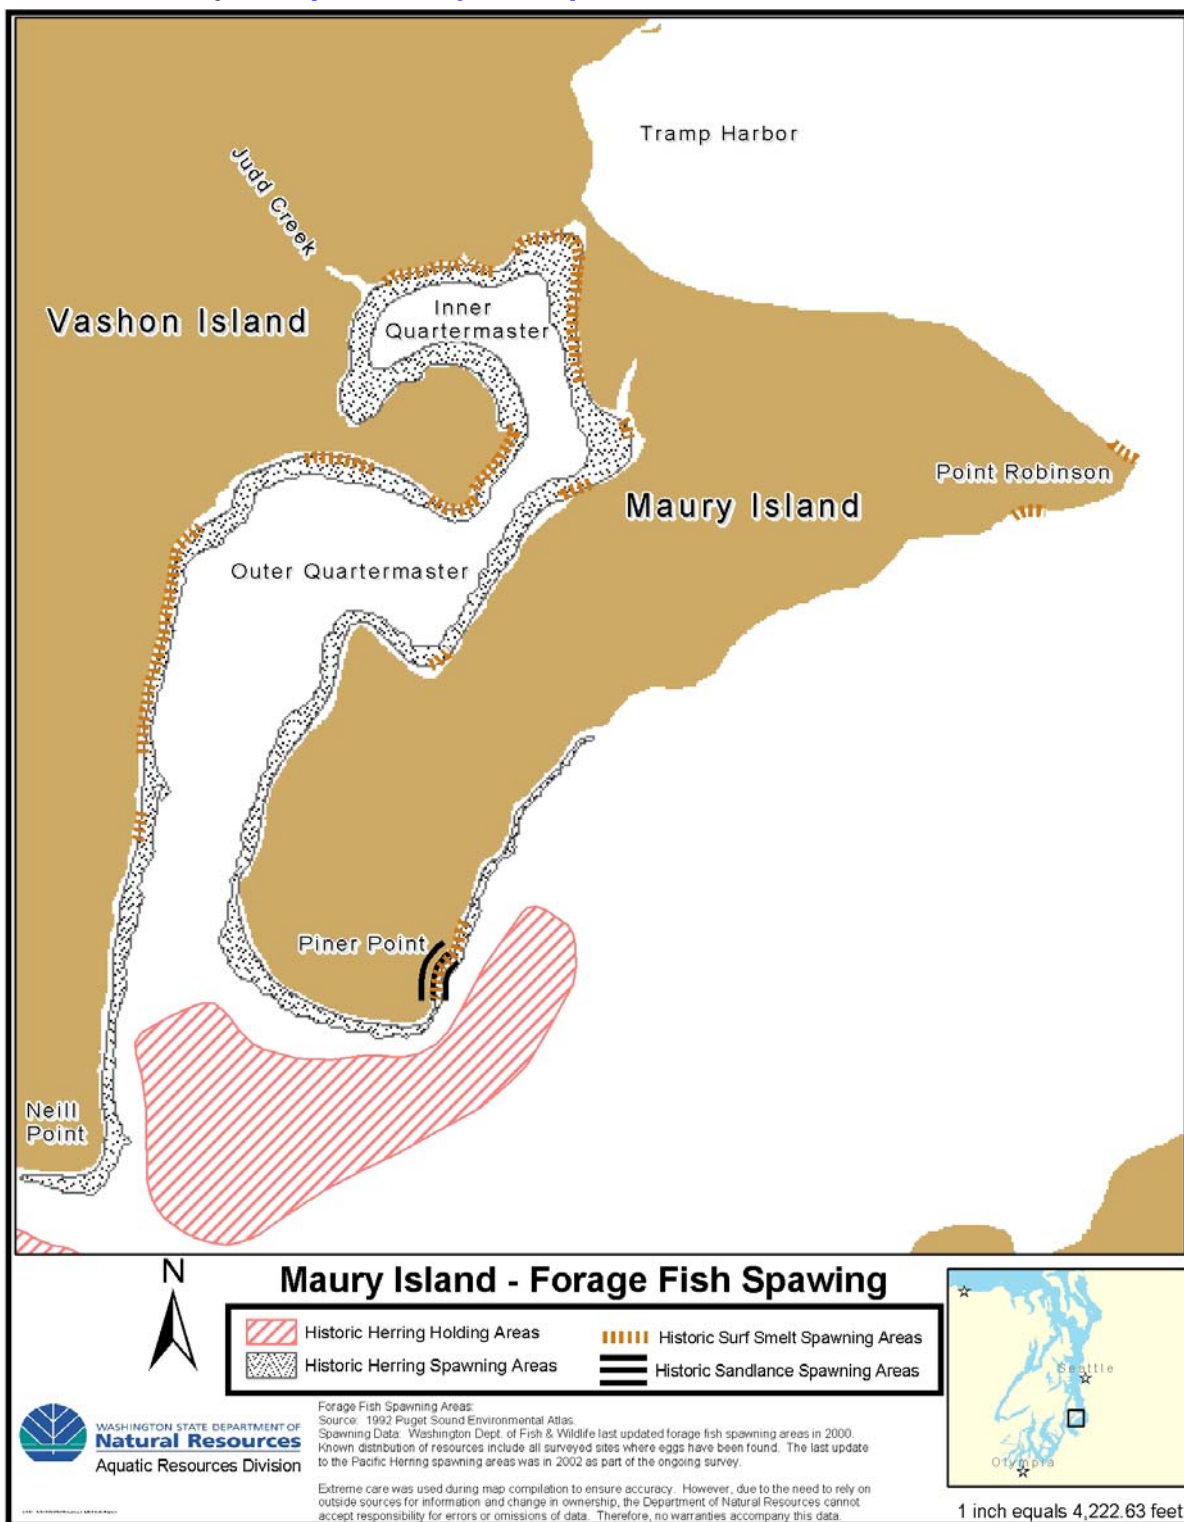 Tramp Harbor
Judd Creek
Vashon Island
Inner
Quartermaster
Point Robinson
Maury Island
Outer Quartermaster
Piner Point
Neill
Point
N
Maury Island - Forage Fish Spawing
Historic Herring Holding Areas
Historic Surf Smelt Spawning Areas
Historic Herring Spawning Areas
Historic Sandlance Spawning Areas
Seattle
Olympia
WASHINGTON STATE DEPARTMENT OF
Natural Resources
Aquatic Resources Division
Forage Fish Spawning Areas:
Source: 1992 Puget Sound Environmental Atlas.
Spawning Data: Washington Dept. of Fish & Wildlife last updated forage fish spawning areas in 2000.
Known distribution of resources include all surveyed sites where eggs have been found. The last update
to the Pacific Herring spawning areas was in 2002 as part of the ongoing survey.
Extreme care was used during map compilation to ensure accuracy. However, due to the need to rely on
outside sources for information and change in ownership, the Department of Natural Resources cannot
accept responsibility for errors or omissions of data. Therefore, no warranties accompany this data.
1 inch equals 4,222.63 feet